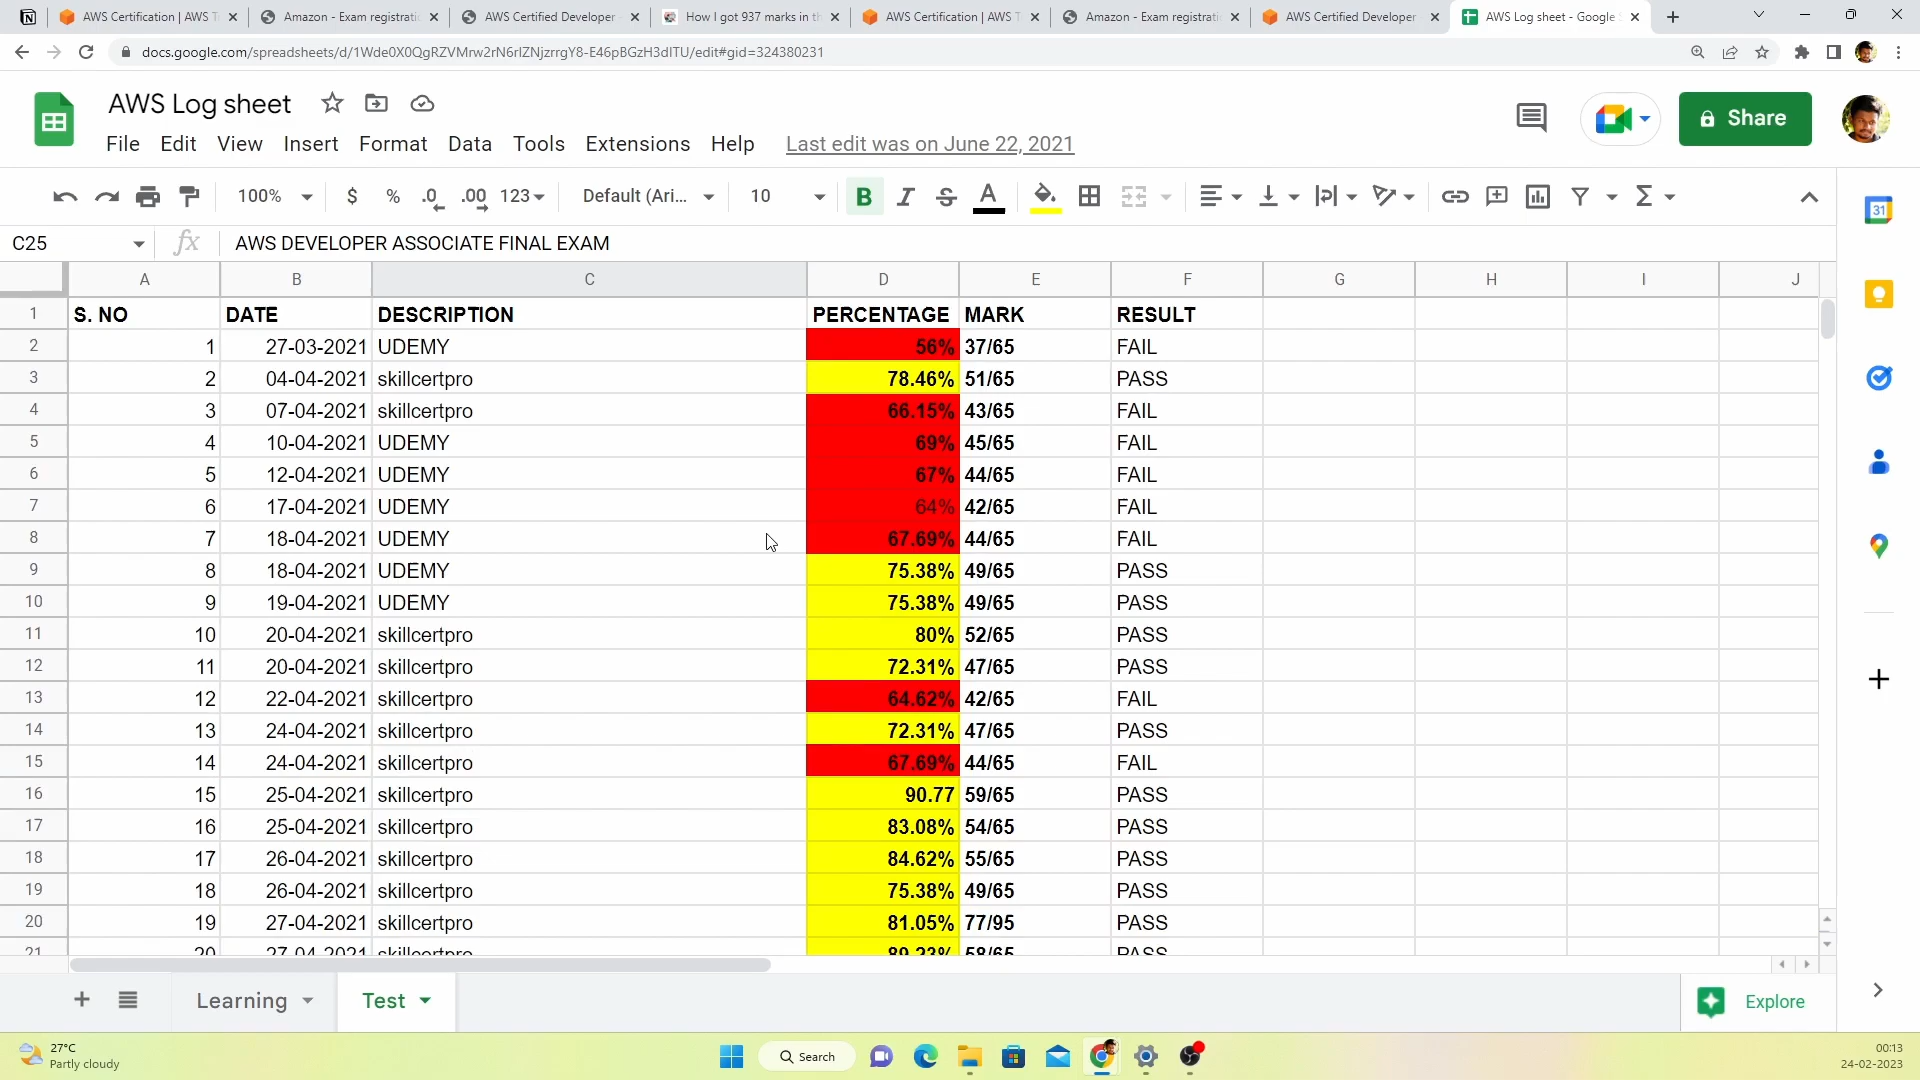 AWS Certification | AWS T
Amazon - Exam registrati
AWS Certified Developer -
How I got 937 marks in th
AWS Certification | AWS T
Amazon - Exam registrati
AWS Certified Developer
AWS Log sheet - Google S
docs.google.com/spreadsheets/d/1Wde0X0QgRZVMrw2rN6rIZNjzrrgY8-E46pBGzH3dITU/edit#gid=324380231
AWS Log sheet
Share
File Edit View Insert Format Data Tools Extensions Help Last edit was on June 22, 2021
100% $ % .0 .00 123 Default (Ari... 10 B I S A
31
C25 fx AWS DEVELOPER ASSOCIATE FINAL EXAM
A B C D E F G H I J
1 S. NO DATE DESCRIPTION PERCENTAGE MARK RESULT
2 1 27-03-2021 UDEMY 56% 37/65 FAIL
3 2 04-04-2021 skillcertpro 78.46% 51/65 PASS
4 3 07-04-2021 skillcertpro 66.15% 43/65 FAIL
5 4 10-04-2021 UDEMY 69% 45/65 FAIL
6 5 12-04-2021 UDEMY 67% 44/65 FAIL
7 6 17-04-2021 UDEMY 64% 42/65 FAIL
8 7 18-04-2021 UDEMY 67.69% 44/65 FAIL
9 8 18-04-2021 UDEMY 75.38% 49/65 PASS
10 9 19-04-2021 UDEMY 75.38% 49/65 PASS
11 10 20-04-2021 skillcertpro 80% 52/65 PASS
12 11 20-04-2021 skillcertpro 72.31% 47/65 PASS
13 12 22-04-2021 skillcertpro 64.62% 42/65 FAIL
14 13 24-04-2021 skillcertpro 72.31% 47/65 PASS
15 14 24-04-2021 skillcertpro 67.69% 44/65 FAIL
16 15 25-04-2021 skillcertpro 90.77 59/65 PASS
17 16 25-04-2021 skillcertpro 83.08% 54/65 PASS
18 17 26-04-2021 skillcertpro 84.62% 55/65 PASS
19 18 26-04-2021 skillcertpro 75.38% 49/65 PASS
20 19 27-04-2021 skillcertpro 81.05% 77/95 PASS
21 20 27-04-2021 skillcertpro 89.23% 58/65 PASS
Learning Test Explore
27°C
Partly cloudy
Search
00:13
24-02-2023